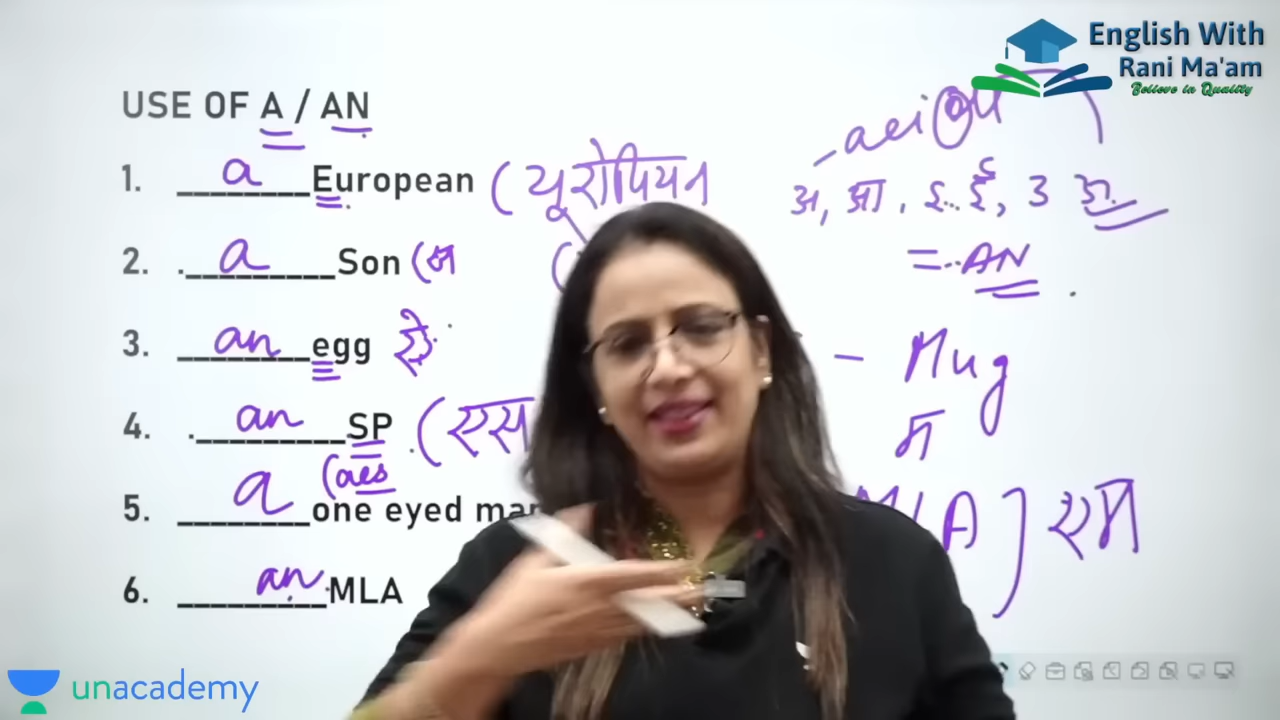 English With
Rani Ma'am
Believe in Quality
USE OF A / AN
aeiou
1. a European (यूरोपियन
अ, आ, इ, ई, उ ऊ
2. a Son (स
= AN
3. an egg ऐ
- Mug
4. an SP (एस
म
(aes
5. a one eyed man
MLA] एम
6. an MLA
unacademy